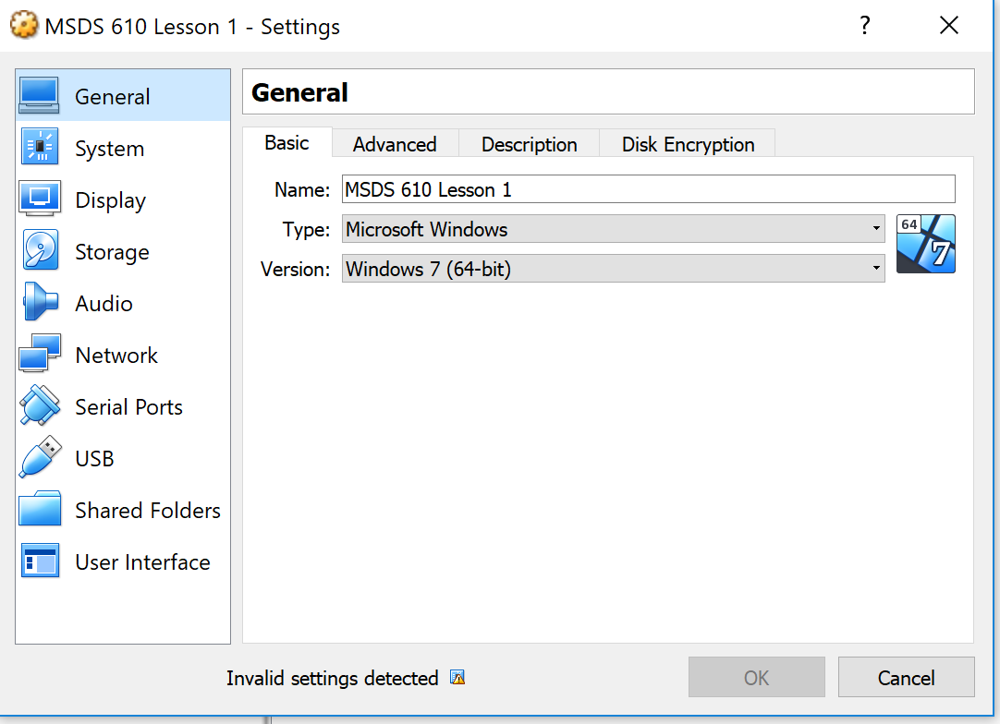 MSDS 610 Lesson 1 - Settings
?
General
System
Display
Storage
Audio
Network
Serial Ports
USB
Shared Folders
User Interface
General
Basic Advanced Description Disk Encryption
Name: MSDS 610 Lesson 1
Type: Microsoft Windows
64
7
Version: Windows 7 (64-bit)
Invalid settings detected
OK Cancel